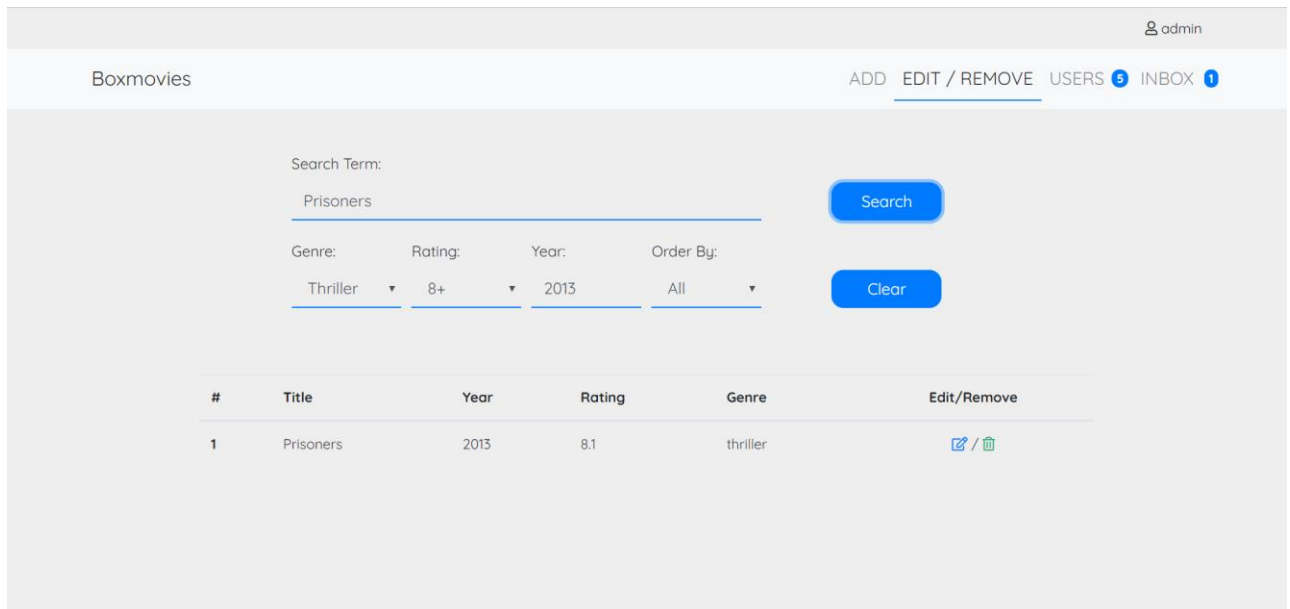 admin
Boxmovies ADD EDIT / REMOVE USERS 5 INBOX 1
Search Term:
Prisoners Search
Genre: Rating: Year: Order By:
Thriller 8+ 2013 All Clear
# Title Year Rating Genre Edit/Remove
1 Prisoners 2013 8.1 thriller /